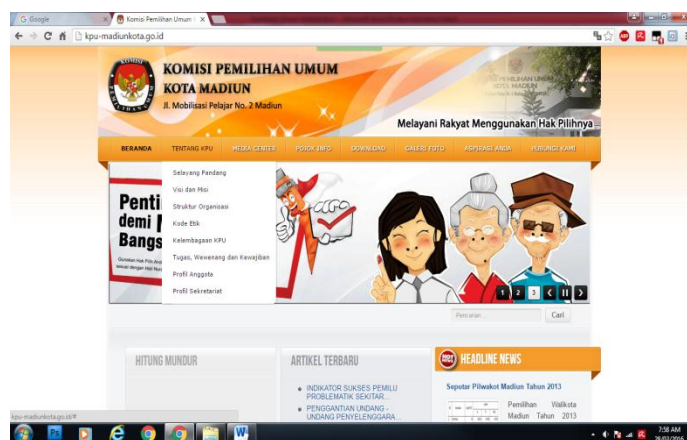 Google
Komisi Pemilihan Umum
kpu-madiunkota.go.id
KOMISI PEMILIHAN UMUM
KOTA MADIUN
Jl. Mobilisasi Pelajar No. 2 Madiun
Melayani Rakyat Menggunakan Hak Pilihnya
BERANDA TENTANG KPU MEDIA CENTER POJOK INFO DOWNLOAD GALERI FOTO ASPIRASI ANDA HUBUNGI KAMI
Selayang Pandang
Visi dan Misi
Struktur Organisasi
Kode Etik
Kelembagaan KPU
Tugas, Wewenang dan Kewajiban
Profil Anggota
Profil Sekretariat
Penti
demi
Bangs
1 2 3
Pencarian ... Cari
HITUNG MUNDUR
ARTIKEL TERBARU
HEADLINE NEWS
INDIKATOR SUKSES PEMILU
PROBLEMATIK SEKITAR...
PENGGANTIAN UNDANG -
UNDANG PENYELENGGARA...
Seputar Pilwakot Madiun Tahun 2013
Pemilihan Walikota
Madiun Tahun 2013
kpu-madiunkota.go.id/#
7:58 AM